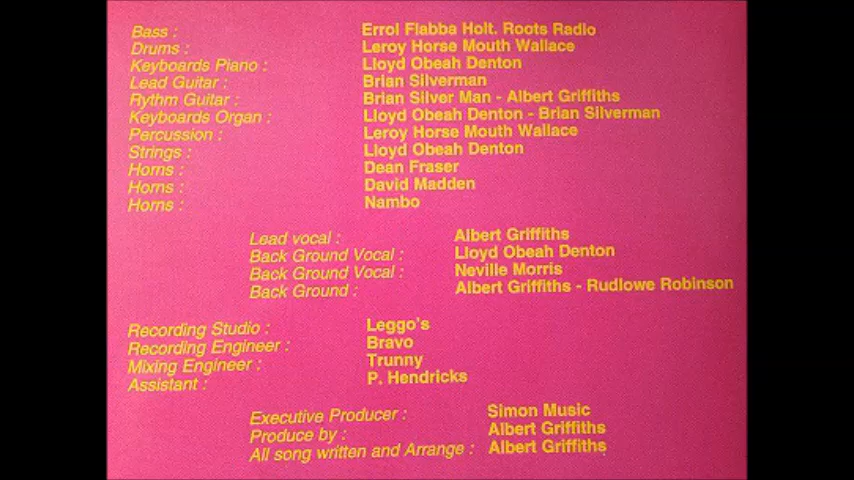 Bass : Errol Flabba Holt. Roots Radio
Drums : Leroy Horse Mouth Wallace
Keyboards Piano : Lloyd Obeah Denton
Lead Guitar : Brian Silverman
Rythm Guitar : Brian Silver Man - Albert Griffiths
Keyboards Organ : Lloyd Obeah Denton - Brian Silverman
Percussion : Leroy Horse Mouth Wallace
Strings : Lloyd Obeah Denton
Horns : Dean Fraser
Horns : David Madden
Horns : Nambo
Lead vocal : Albert Griffiths
Back Ground Vocal : Lloyd Obeah Denton
Back Ground Vocal : Neville Morris
Back Ground : Albert Griffiths - Rudlowe Robinson
Recording Studio : Leggo's
Recording Engineer : Bravo
Mixing Engineer : Trunny
Assistant : P. Hendricks
Executive Producer : Simon Music
Produce by : Albert Griffiths
All song written and Arrange : Albert Griffiths